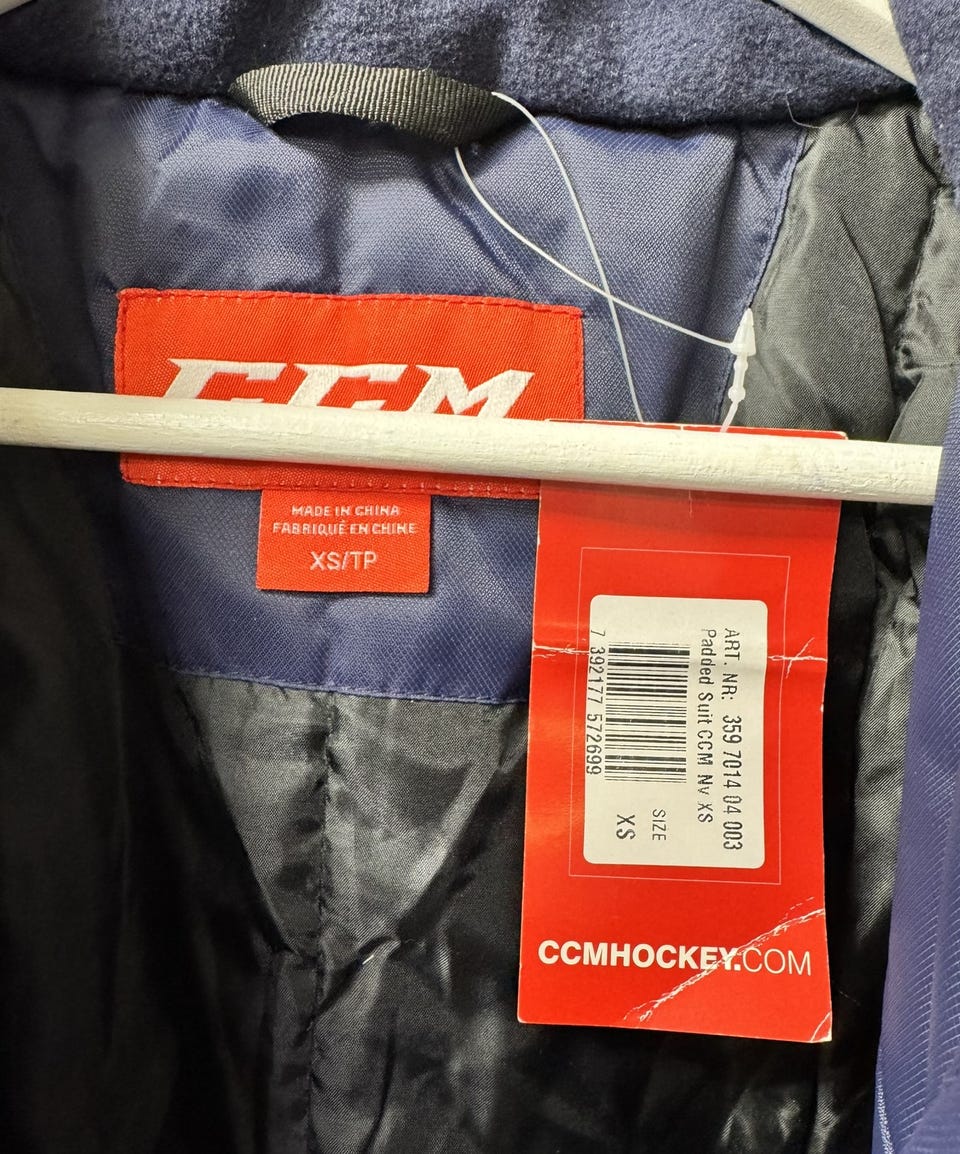 CCM
MADE IN CHINA
FABRIQUÉ EN CHINE
XS/TP
ART. NR: 359 7014 04 003
Padded Suit CCM Nv XS
7 392177 572699
SIZE
XS
CCMHOCKEY.COM